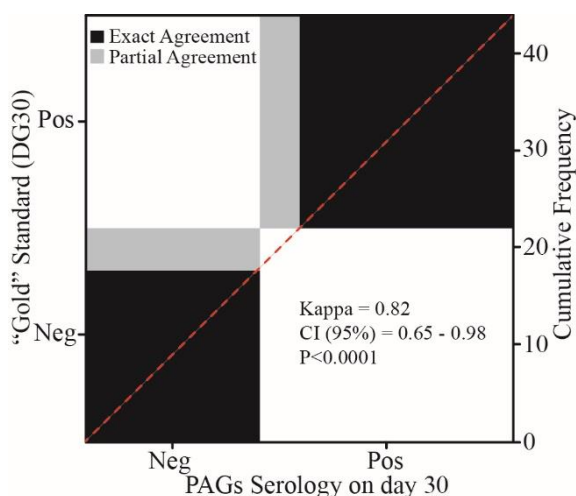 Exact Agreement
Partial Agreement
"Gold" Standard (DG30)
Pos
Neg
Kappa = 0.82
CI (95%) = 0.65 - 0.98
P<0.0001
40
30
20
10
0
Cumulative Frequency
Neg
Pos
PAGs Serology on day 30